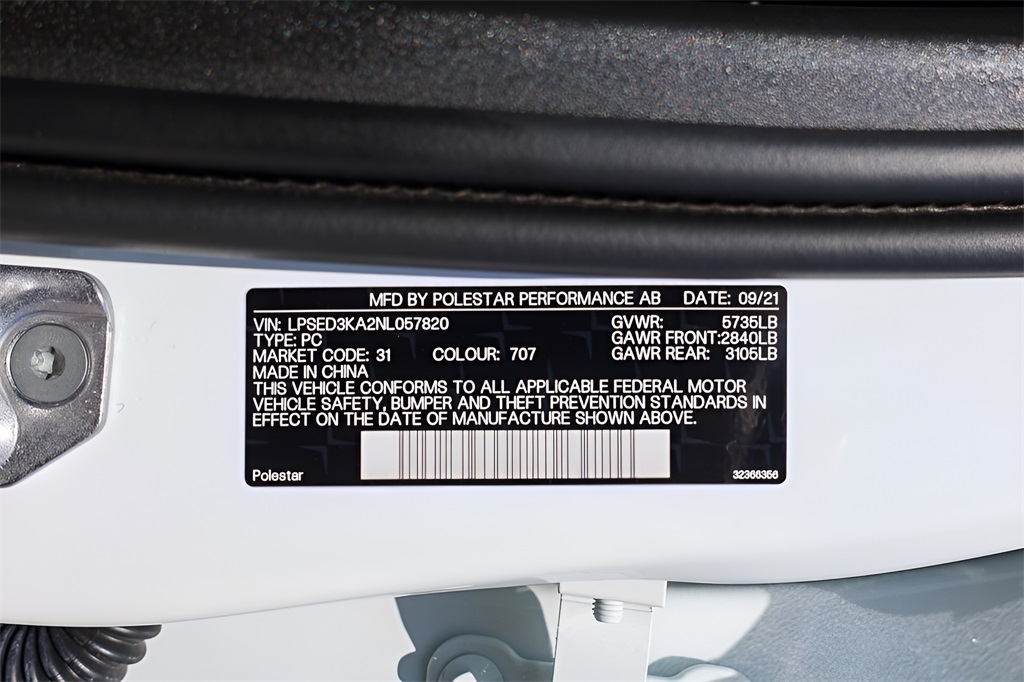 MFD BY POLESTAR PERFORMANCE AB DATE: 09/21
VIN: LPSED3KA2NL057820 GVWR: 5735LB
TYPE: PC GAWR FRONT:2840LB
MARKET CODE: 31 COLOUR: 707 GAWR REAR: 3105LB
MADE IN CHINA
THIS VEHICLE CONFORMS TO ALL APPLICABLE FEDERAL MOTOR
VEHICLE SAFETY, BUMPER AND THEFT PREVENTION STANDARDS IN
EFFECT ON THE DATE OF MANUFACTURE SHOWN ABOVE.
Polestar 32366356